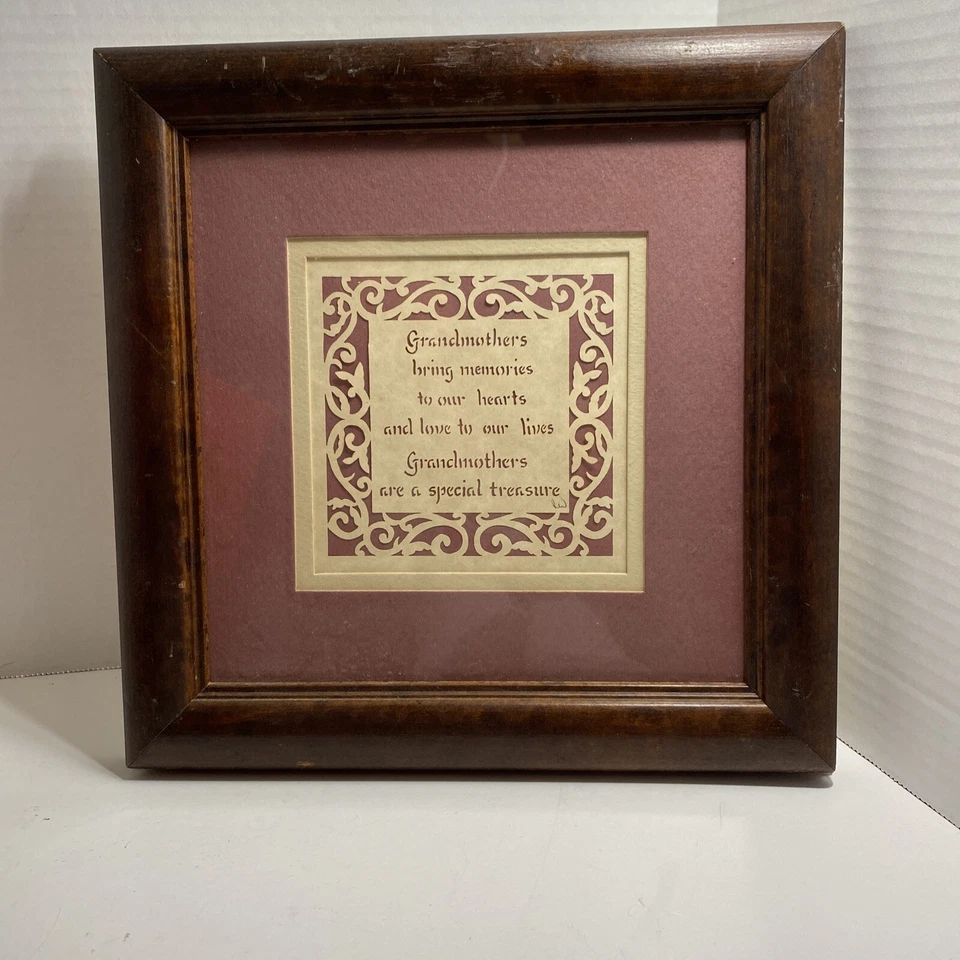 Grandmothers
bring memories
to our hearts
and love to our lives
Grandmothers
are a special treasure